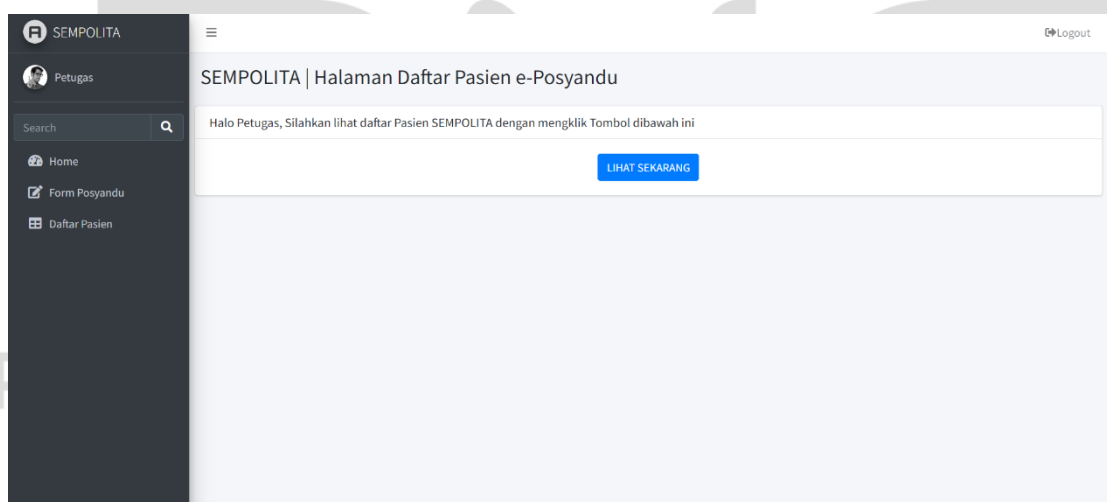 SEMPOLITA
Logout
Petugas
SEMPOLITA | Halaman Daftar Pasien e-Posyandu
Search
Halo Petugas, Silahkan lihat daftar Pasien SEMPOLITA dengan mengklik Tombol dibawah ini
Home
LIHAT SEKARANG
Form Posyandu
Daftar Pasien